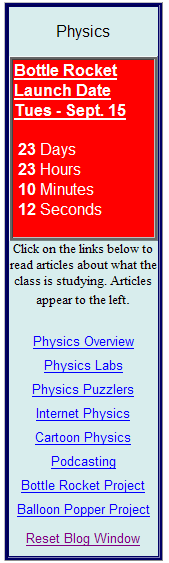 Physics
Bottle Rocket
Launch Date
Tues - Sept. 15
23 Days
23 Hours
10 Minutes
12 Seconds
Click on the links below to
read articles about what the
class is studying. Articles
appear to the left.
Physics Overview
Physics Labs
Physics Puzzlers
Internet Physics
Cartoon Physics
Podcasting
Bottle Rocket Project
Balloon Popper Project
Reset Blog Window